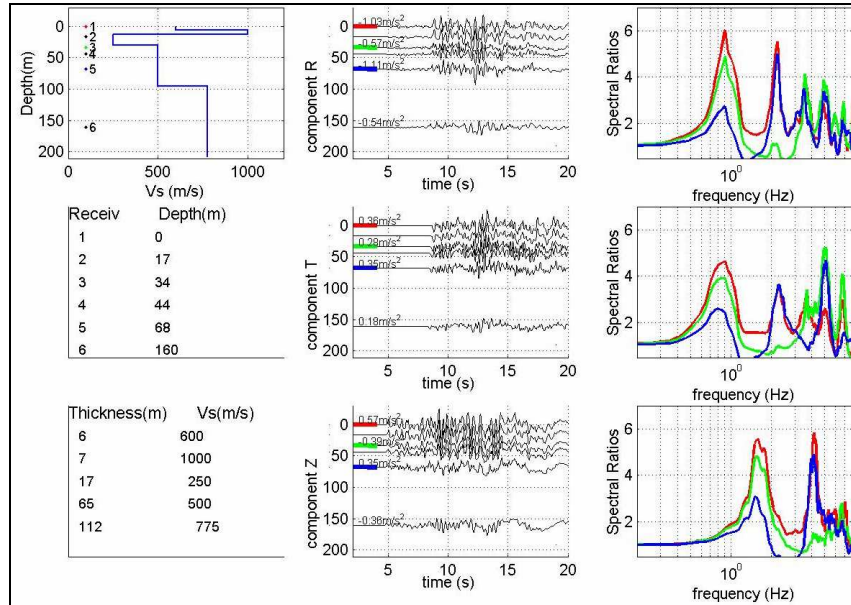 0
50
100
150
200
Depth(m)
0
500
1000
Vs (m/s)
1
2
3
4
5
6
0
50
100
150
200
component R
-1.03m/s²
-0.57m/s²
-1.11m/s²
-0.54m/s²
5
10
15
20
time (s)
6
4
2
Spectral Ratios
10⁰
frequency (Hz)
Receiv Depth(m)
1 0
2 17
3 34
4 44
5 68
6 160
0
50
100
150
200
component T
0.36m/s²
0.29m/s²
0.35m/s²
0.18m/s²
5
10
15
20
time (s)
6
4
2
Spectral Ratios
10⁰
frequency (Hz)
Thickness(m) Vs(m/s)
6 600
7 1000
17 250
65 500
112 775
0
50
100
150
200
component Z
0.57m/s²
-0.39m/s²
0.35m/s²
-0.36m/s²
5
10
15
20
time (s)
6
4
2
Spectral Ratios
10⁰
frequency (Hz)